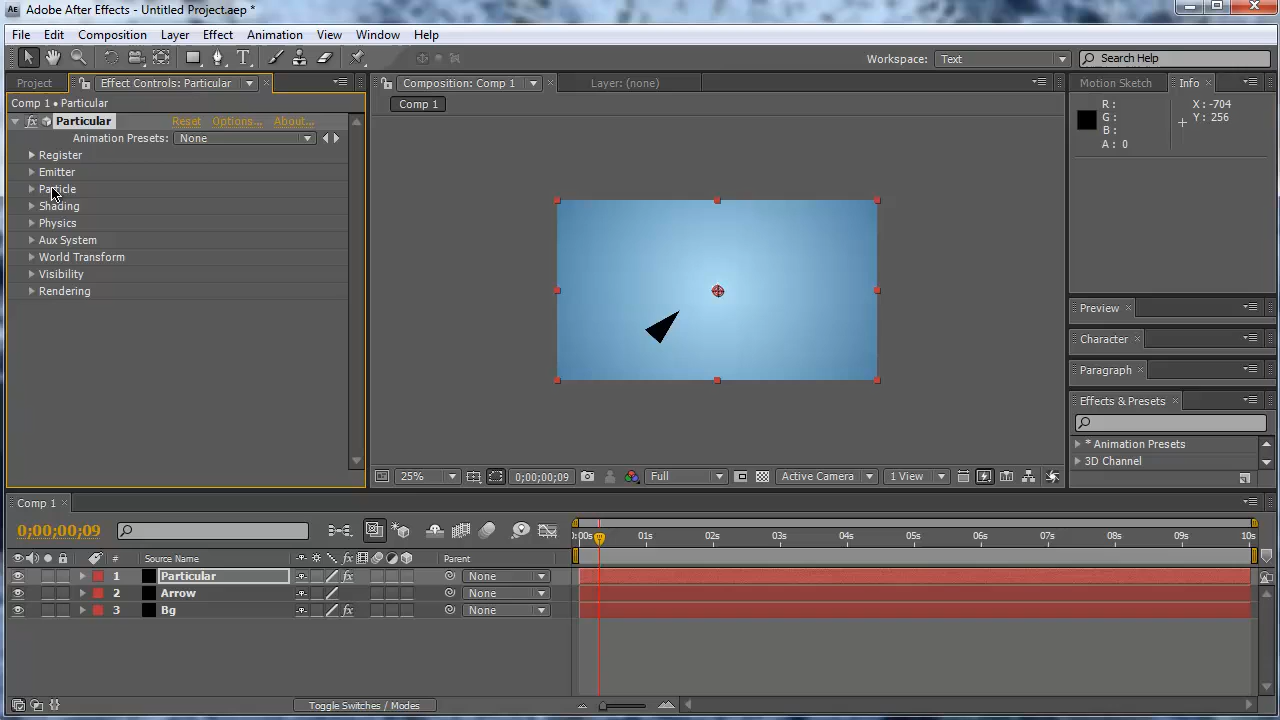 AE Adobe After Effects - Untitled Project.aep *
File Edit Composition Layer Effect Animation View Window Help
Workspace: Text Search Help
Project Effect Controls: Particular Composition: Comp 1 Layer: (none) Motion Sketch Info
Comp 1 • Particular
Comp 1
R: X: -704
G: Y: 256
B:
A: 0
fx Particular Reset Options... About...
Animation Presets: None
Register
Emitter
Particle
Shading
Physics
Aux System
World Transform
Visibility
Rendering
Preview
Character
Paragraph
Effects & Presets
* Animation Presets
3D Channel
25% 0;00;00;09 Full Active Camera 1 View
Comp 1
0;00;00;09
:00s 01s 02s 03s 04s 05s 06s 07s 08s 09s 10s
# Source Name fx Parent
1 Particular fx None
2 Arrow None
3 Bg fx None
Toggle Switches / Modes